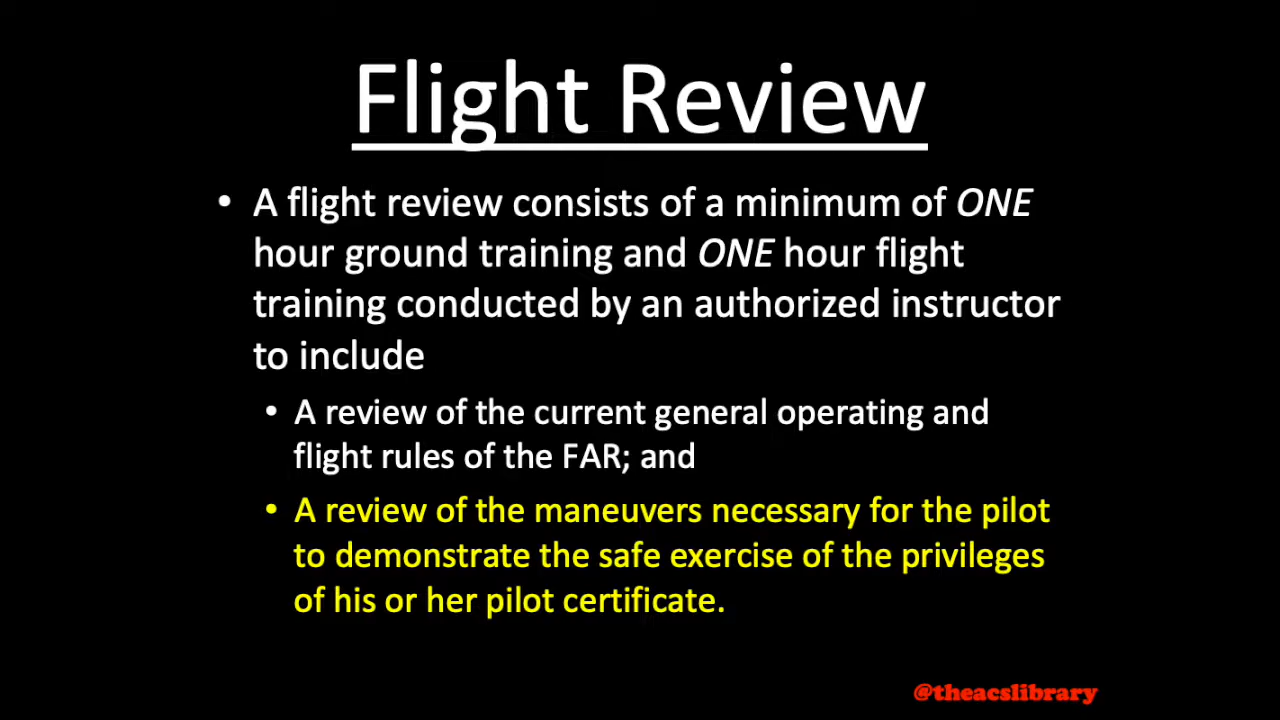 Flight Review
• A flight review consists of a minimum of ONE
hour ground training and ONE hour flight
training conducted by an authorized instructor
to include
• A review of the current general operating and
flight rules of the FAR; and
• A review of the maneuvers necessary for the pilot
to demonstrate the safe exercise of the privileges
of his or her pilot certificate.
@theacslibrary